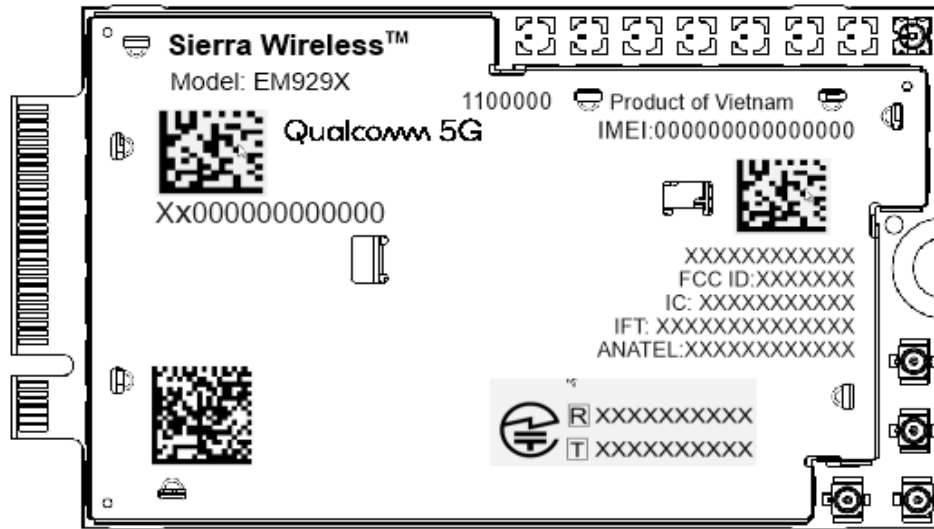 Sierra Wireless™
Model: EM929X
1100000
Product of Vietnam
IMEI:000000000000000
Qualcomm 5G
Xx000000000000
XXXXXXXXXXXX
FCC ID:XXXXXXX
IC: XXXXXXXXXXX
IFT: XXXXXXXXXXXXXX
ANATEL:XXXXXXXXXXXX
R XXXXXXXXXX
T XXXXXXXXXX